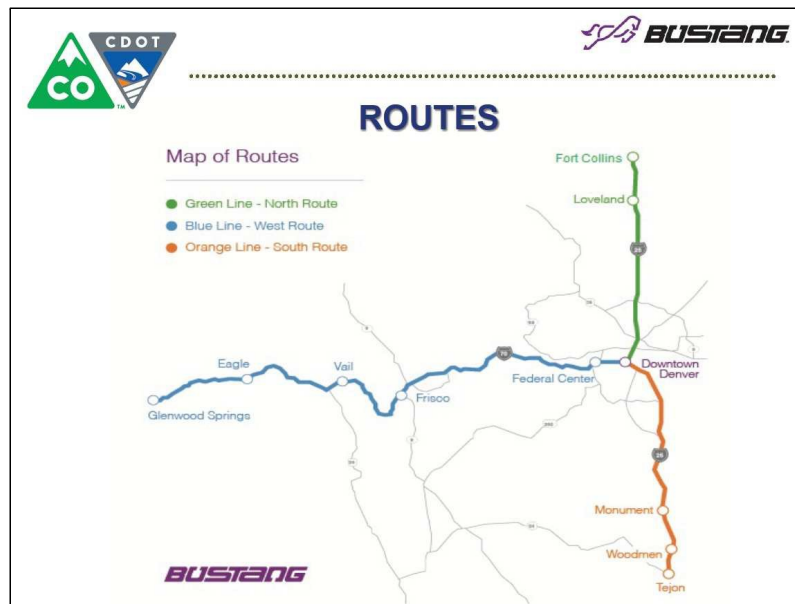 CO
TM
CDOT
BUSTANG
ROUTES
Map of Routes
Green Line - North Route
Blue Line - West Route
Orange Line - South Route
Fort Collins
Loveland
25
70
Eagle
Vail
Frisco
Glenwood Springs
Federal Center
Downtown
Denver
25
Monument
Woodmen
Tejon
BUSTANG